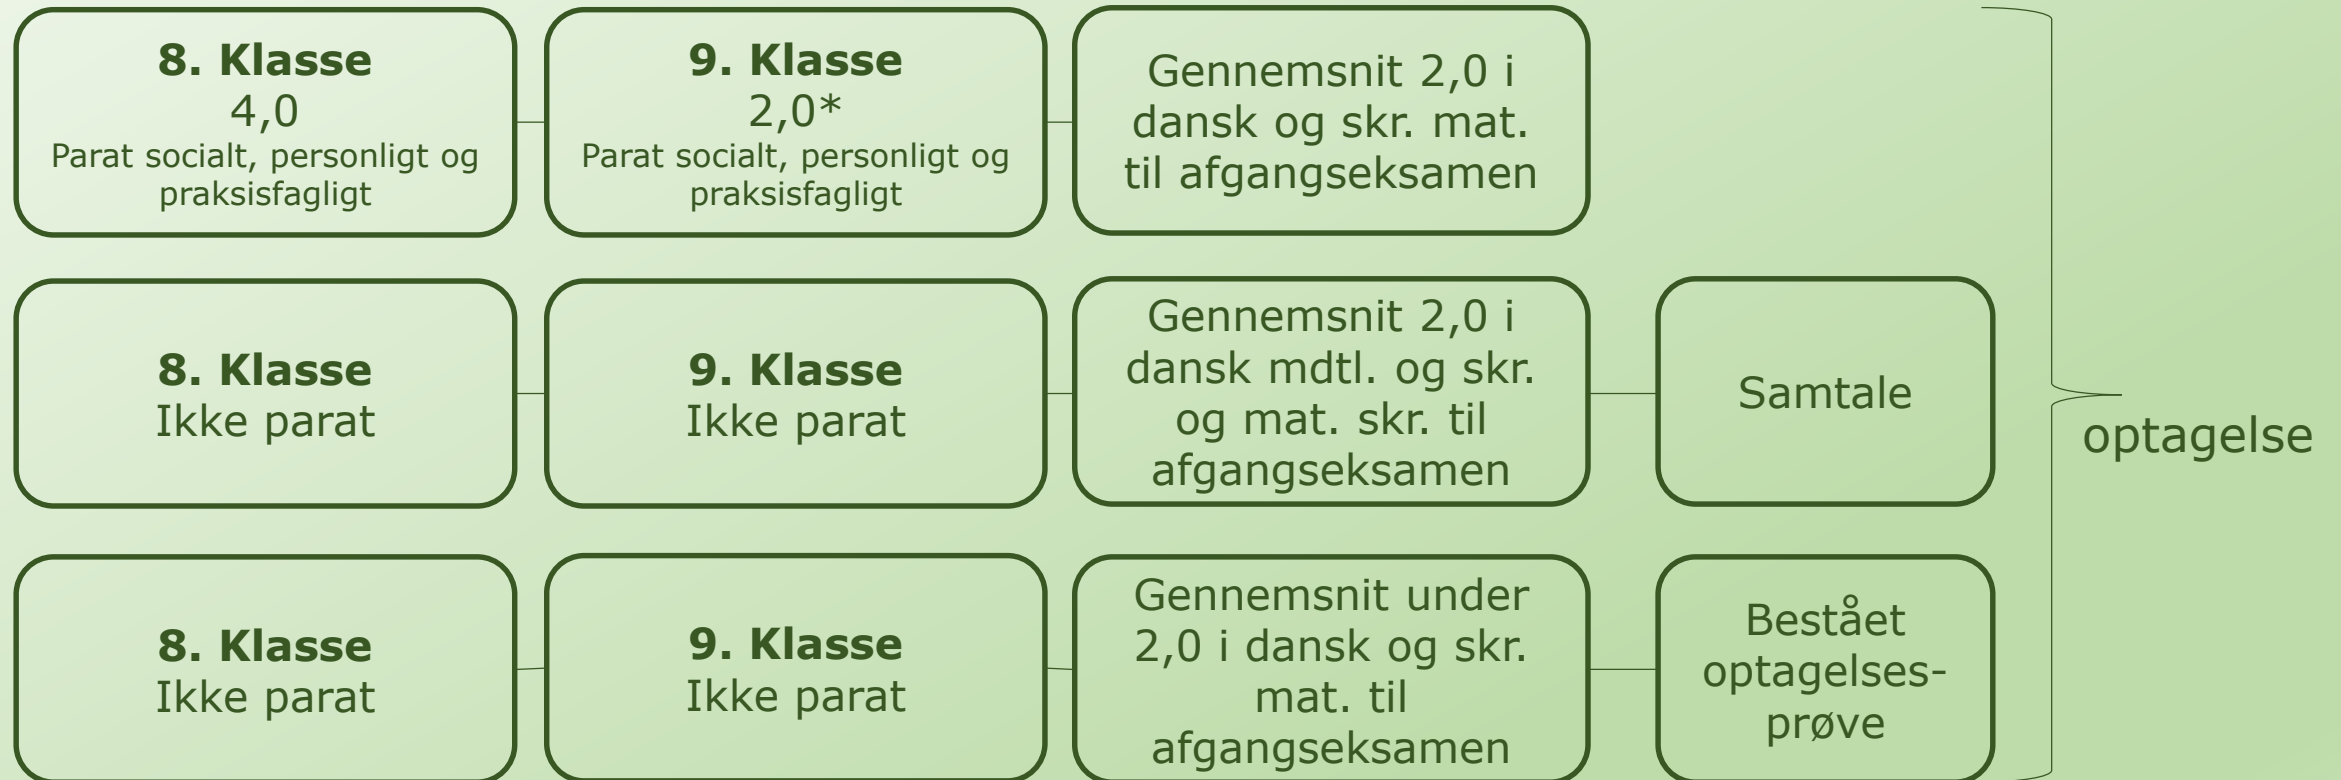 8. Klasse
4,0
Parat socialt, personligt og
praksisfagligt
9. Klasse
2,0*
Parat socialt, personligt og
praksisfagligt
Gennemsnit 2,0 i
dansk og skr. mat.
til afgangseksamen
8. Klasse
Ikke parat
9. Klasse
Ikke parat
Gennemsnit 2,0 i
dansk mdtl. og skr.
og mat. skr. til
afgangseksamen
Samtale
optagelse
8. Klasse
Ikke parat
9. Klasse
Ikke parat
Gennemsnit under
2,0 i dansk og skr.
mat. til
afgangseksamen
Bestået
optagelses-
prøve